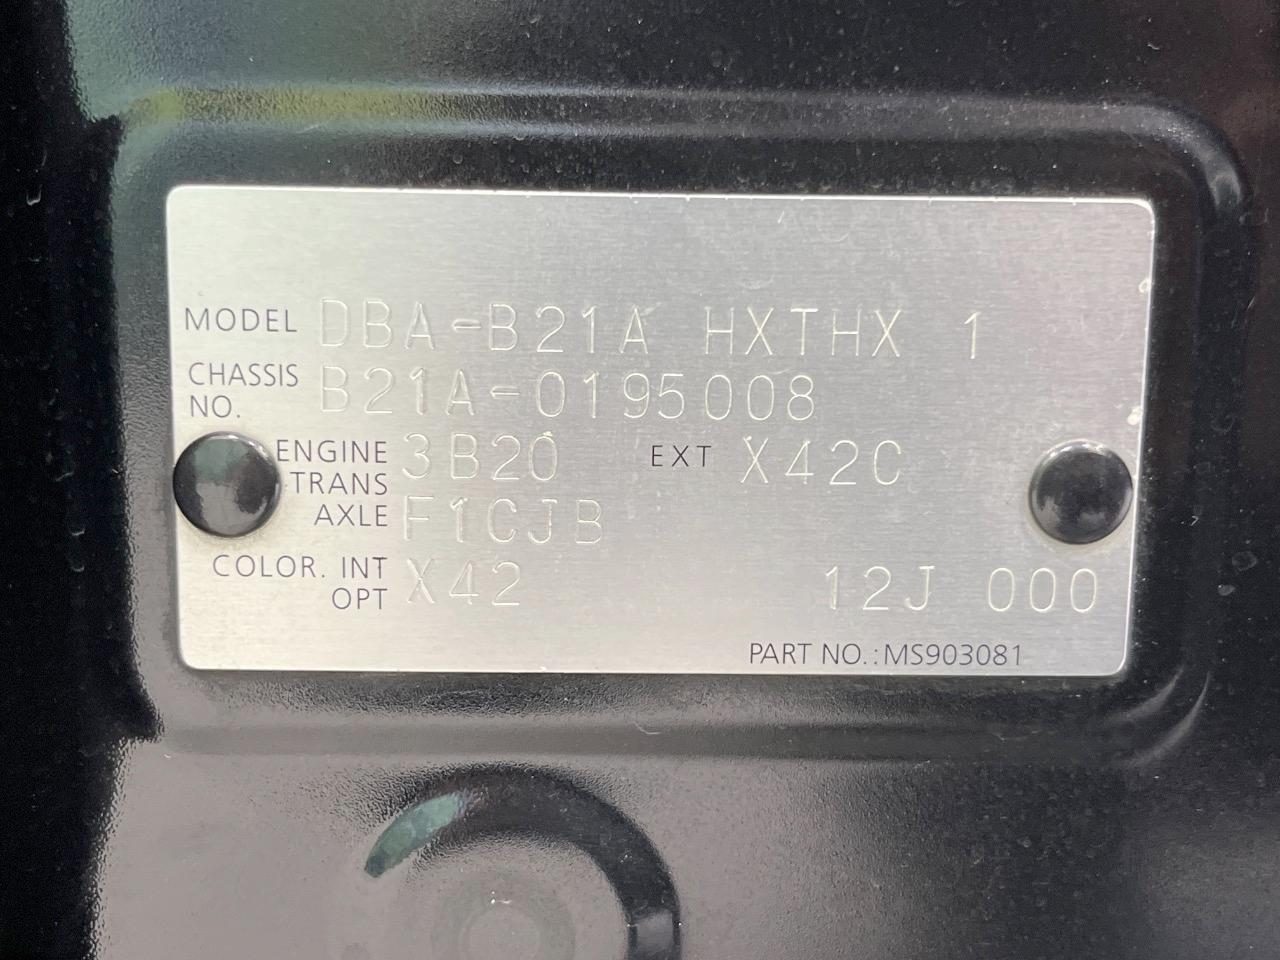 MODEL DBA-B21A HXTHX 1
CHASSIS NO. B21A-0195008
ENGINE 3B20 EXT X42C
TRANS AXLE F1CJB
COLOR. INT OPT X42 12J 000
PART NO.: MS903081